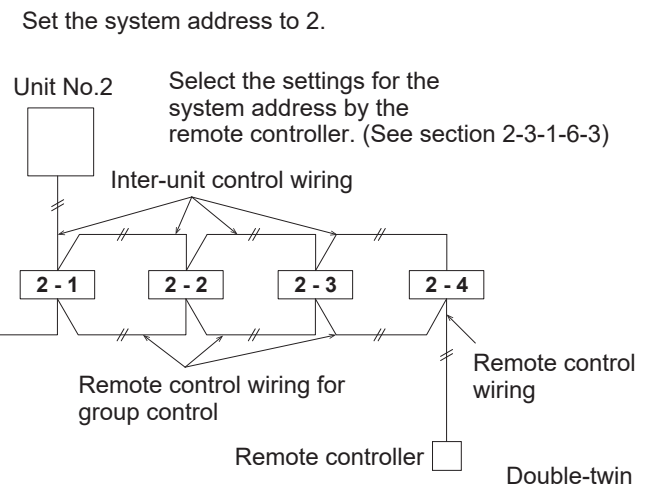 Set the system address to 2.
Unit No.2
Select the settings for the
system address by the
remote controller. (See section 2-3-1-6-3)
Inter-unit control wiring
2 - 1
2 - 2
2 - 3
2 - 4
Remote control wiring for
group control
Remote control
wiring
Remote controller
Double-twin